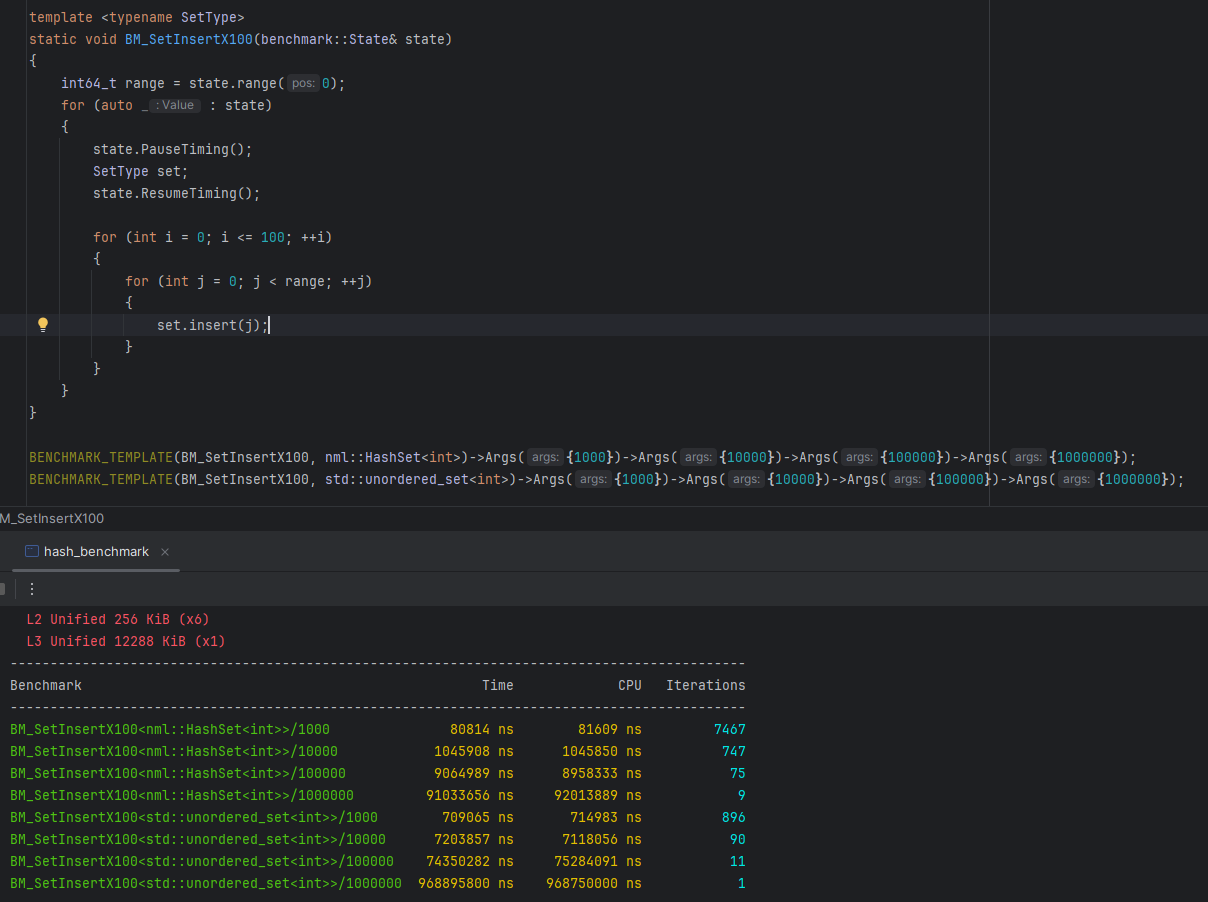 template <typename SetType>
static void BM_SetInsertX100(benchmark::State& state)
{
    int64_t range = state.range( pos: 0);
    for (auto _ : Value : state)
    {
        state.PauseTiming();
        SetType set;
        state.ResumeTiming();

        for (int i = 0; i <= 100; ++i)
        {
            for (int j = 0; j < range; ++j)
            {
                set.insert(j);
            }
        }
    }
}

BENCHMARK_TEMPLATE(BM_SetInsertX100, nml::HashSet<int>)->Args( args: {1000})->Args( args: {10000})->Args( args: {100000})->Args( args: {1000000});
BENCHMARK_TEMPLATE(BM_SetInsertX100, std::unordered_set<int>)->Args( args: {1000})->Args( args: {10000})->Args( args: {100000})->Args( args: {1000000});
M_SetInsertX100
hash_benchmark ×
L2 Unified 256 KiB (x6)
L3 Unified 12288 KiB (x1)
--------------------------------------------------------------------------------------------
Benchmark Time CPU Iterations
--------------------------------------------------------------------------------------------
BM_SetInsertX100<nml::HashSet<int>>/1000 80814 ns 81609 ns 7467
BM_SetInsertX100<nml::HashSet<int>>/10000 1045908 ns 1045850 ns 747
BM_SetInsertX100<nml::HashSet<int>>/100000 9064989 ns 8958333 ns 75
BM_SetInsertX100<nml::HashSet<int>>/1000000 91033656 ns 92013889 ns 9
BM_SetInsertX100<std::unordered_set<int>>/1000 709065 ns 714983 ns 896
BM_SetInsertX100<std::unordered_set<int>>/10000 7203857 ns 7118056 ns 90
BM_SetInsertX100<std::unordered_set<int>>/100000 74350282 ns 75284091 ns 11
BM_SetInsertX100<std::unordered_set<int>>/1000000 968895800 ns 968750000 ns 1